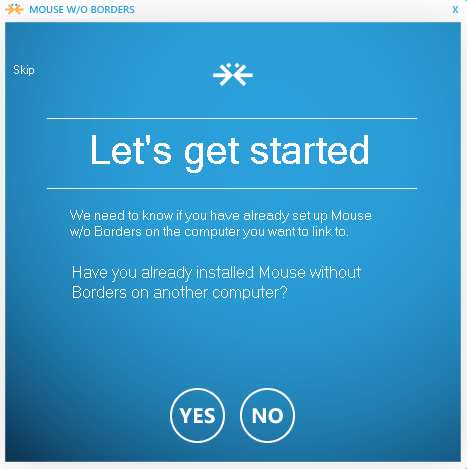 MOUSE W/O BORDERS
X
Skip
Let's get started
We need to know if you have already set up Mouse
w/o Borders on the computer you want to link to.
Have you already installed Mouse without
Borders on another computer?
YES NO